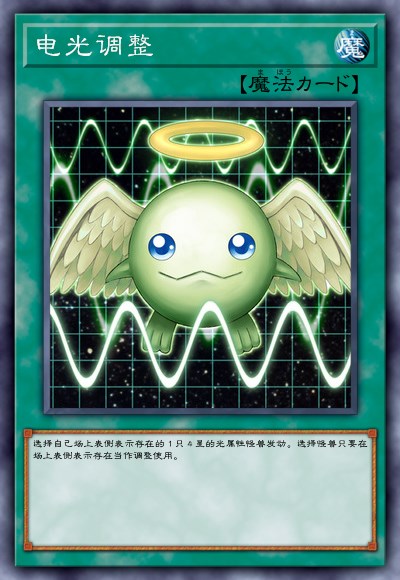 电光调整
魔
【魔法カード】
ま ほう
选择自己场上表侧表示存在的1只4星的光属性怪兽发动。选择怪兽只要在
场上表侧表示存在当作调整使用。